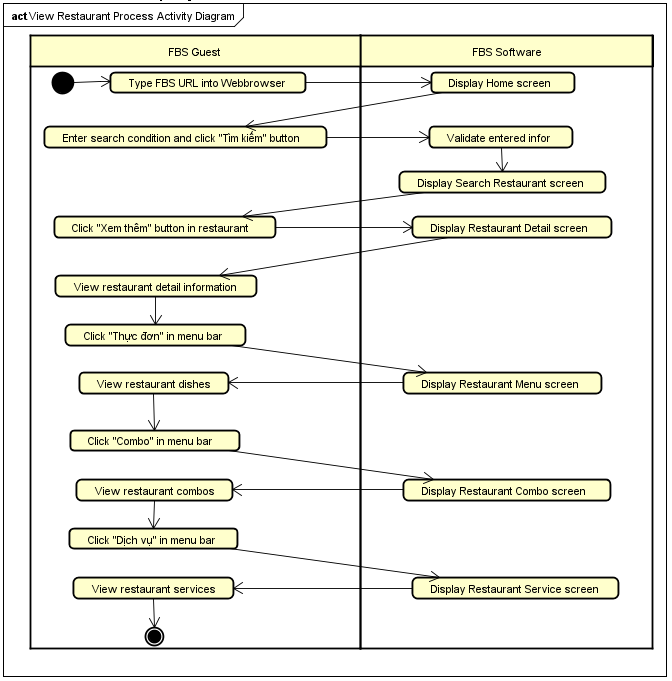 act View Restaurant Process Activity Diagram
FBS Guest
FBS Software
Type FBS URL into Webbrowser
Display Home screen
Enter search condition and click "Tìm kiếm" button
Validate entered infor
Display Search Restaurant screen
Click "Xem thêm" button in restaurant
Display Restaurant Detail screen
View restaurant detail information
Click "Thực đơn" in menu bar
View restaurant dishes
Display Restaurant Menu screen
Click "Combo" in menu bar
View restaurant combos
Display Restaurant Combo screen
Click "Dịch vụ" in menu bar
View restaurant services
Display Restaurant Service screen